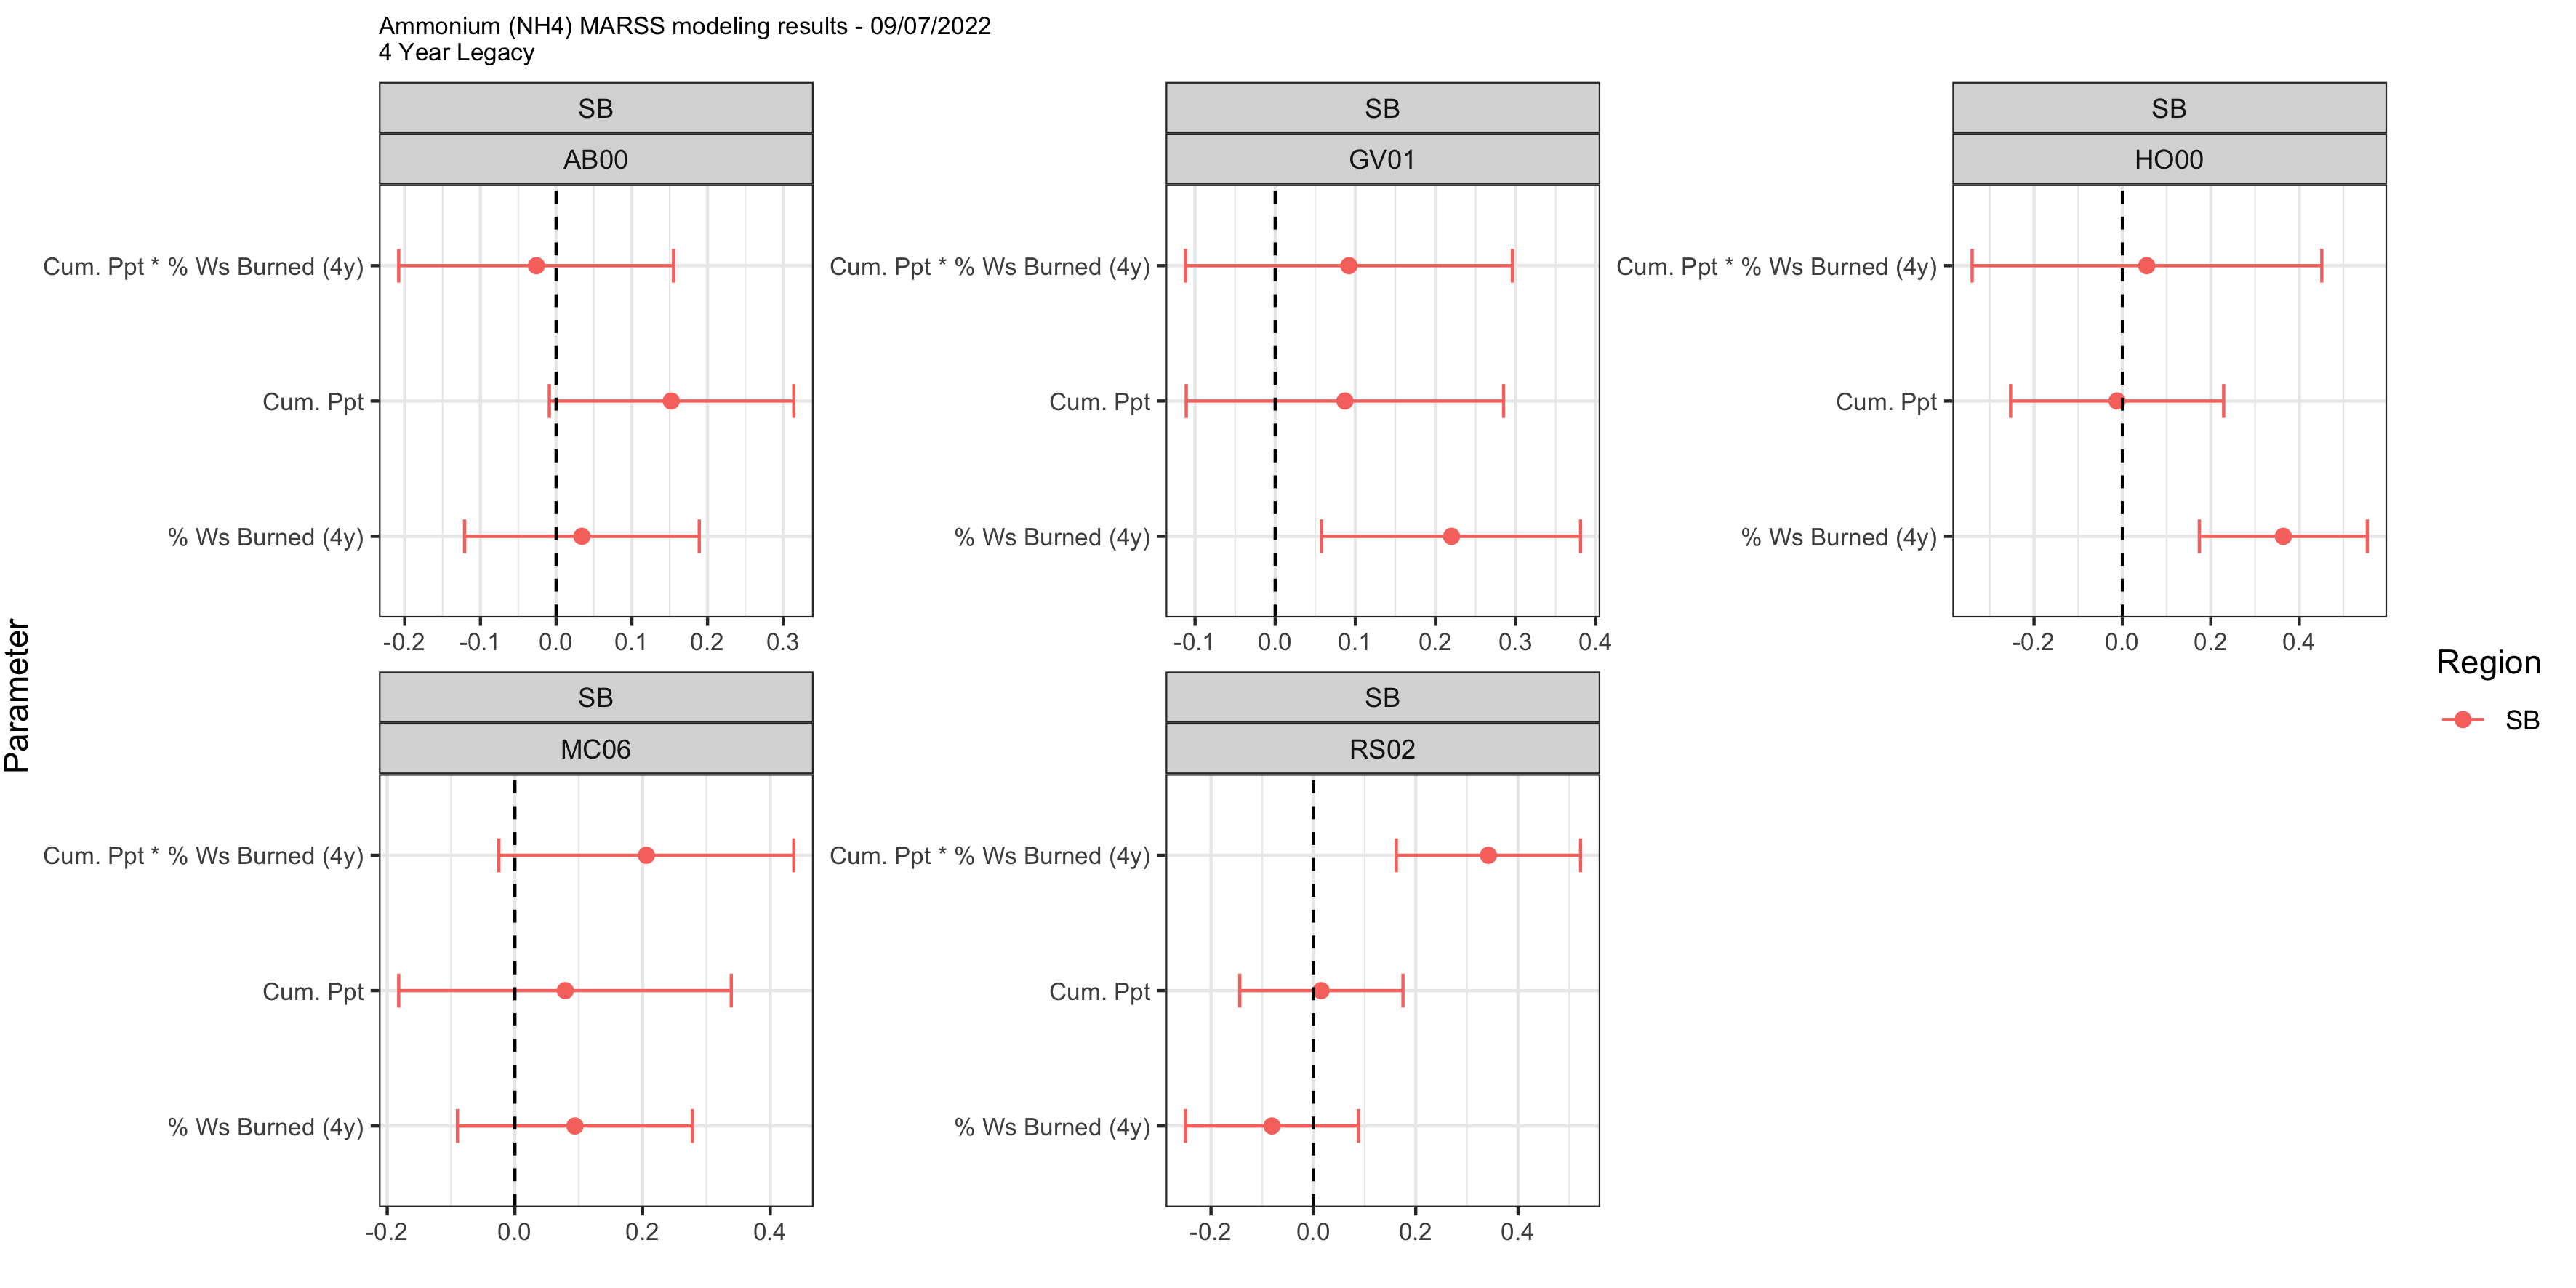 Ammonium (NH4) MARSS modeling results - 09/07/2022
4 Year Legacy
Parameter
SB
AB00
Cum. Ppt * % Ws Burned (4y)
Cum. Ppt
% Ws Burned (4y)
-0.2 -0.1 0.0 0.1 0.2 0.3
SB
GV01
Cum. Ppt * % Ws Burned (4y)
Cum. Ppt
% Ws Burned (4y)
-0.1 0.0 0.1 0.2 0.3 0.4
SB
HO00
Cum. Ppt * % Ws Burned (4y)
Cum. Ppt
% Ws Burned (4y)
-0.2 0.0 0.2 0.4
SB
MC06
Cum. Ppt * % Ws Burned (4y)
Cum. Ppt
% Ws Burned (4y)
-0.2 0.0 0.2 0.4
SB
RS02
Cum. Ppt * % Ws Burned (4y)
Cum. Ppt
% Ws Burned (4y)
-0.2 0.0 0.2 0.4
Region
SB